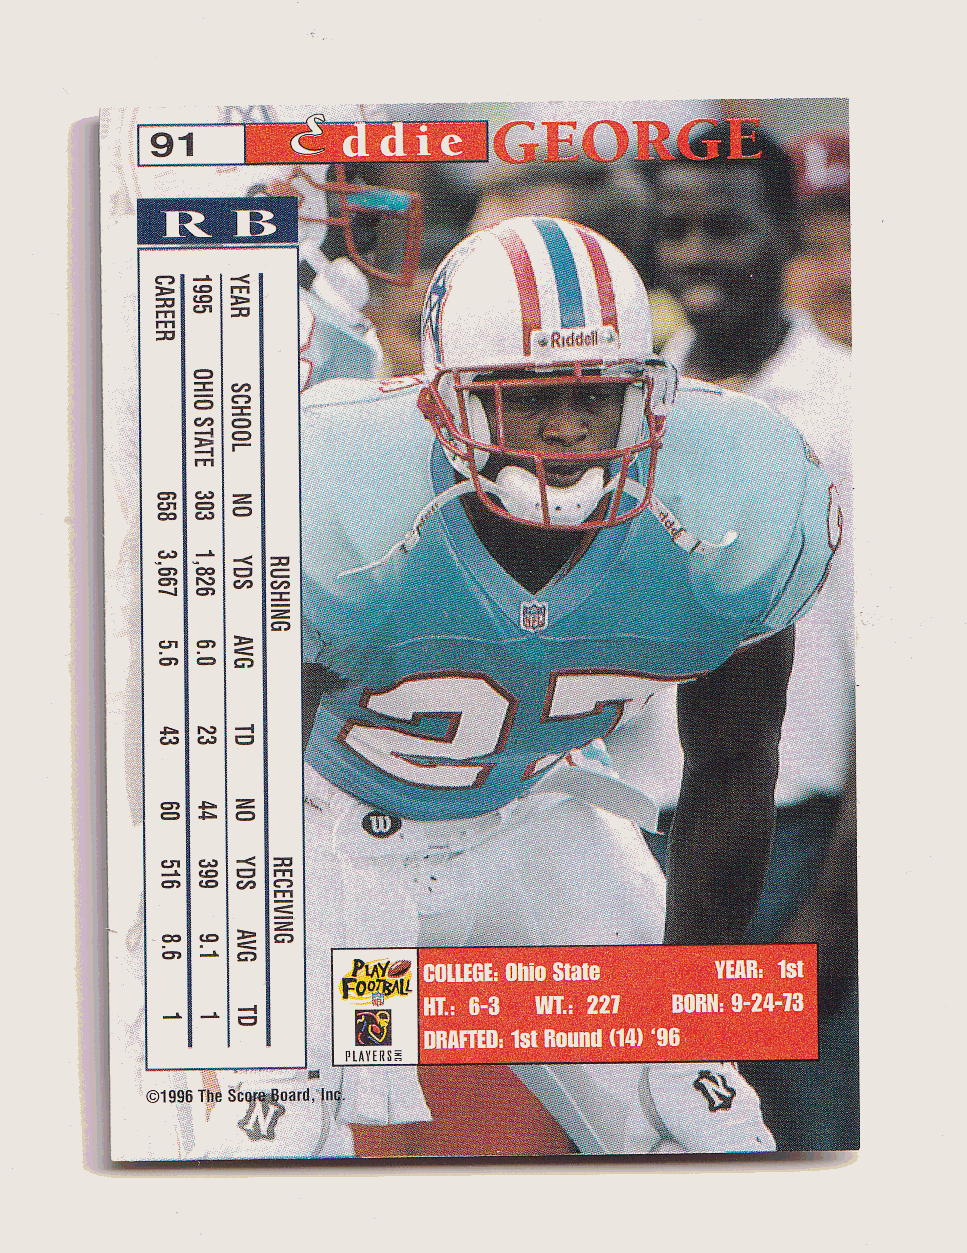 91 Eddie GEORGE
RB
RUSHING RECEIVING
YEAR SCHOOL NO YDS AVG TD NO YDS AVG TD
1995 OHIO STATE 303 1,826 6.0 23 44 399 9.1 1
CAREER 658 3,667 5.6 43 60 516 8.6 1
Riddell
NFL
27
W
PLAY
FOOTBALL
NFL
PLAYERS INC
COLLEGE: Ohio State YEAR: 1st
HT.: 6-3 WT.: 227 BORN: 9-24-73
DRAFTED: 1st Round (14) ‘96
N
N
©1996 The Score Board, Inc.